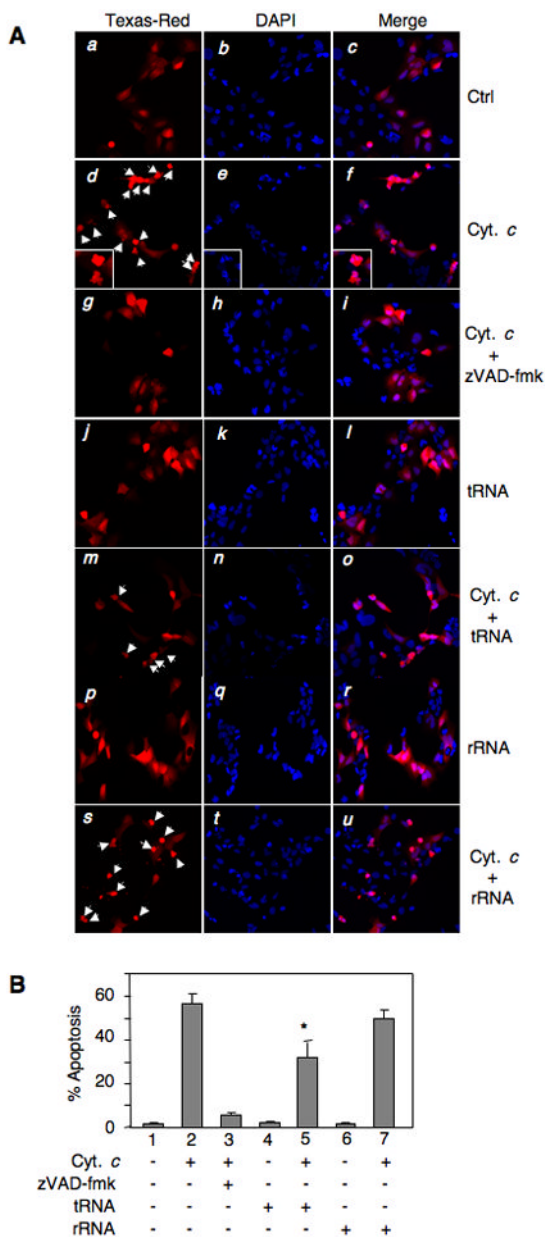 A
Texas-Red DAPI Merge
a b c Ctrl
d e f Cyt. c
g h i
Cyt. c
+
zVAD-fmk
j k l tRNA
m n o
Cyt. c
+
tRNA
p q r rRNA
s t u
Cyt. c
+
rRNA
B
% Apoptosis
60
40
20
0
*
1 2 3 4 5 6 7
Cyt. c - + + - + - +
zVAD-fmk - - + - - - -
tRNA - - - + + - -
rRNA - - - - - + +